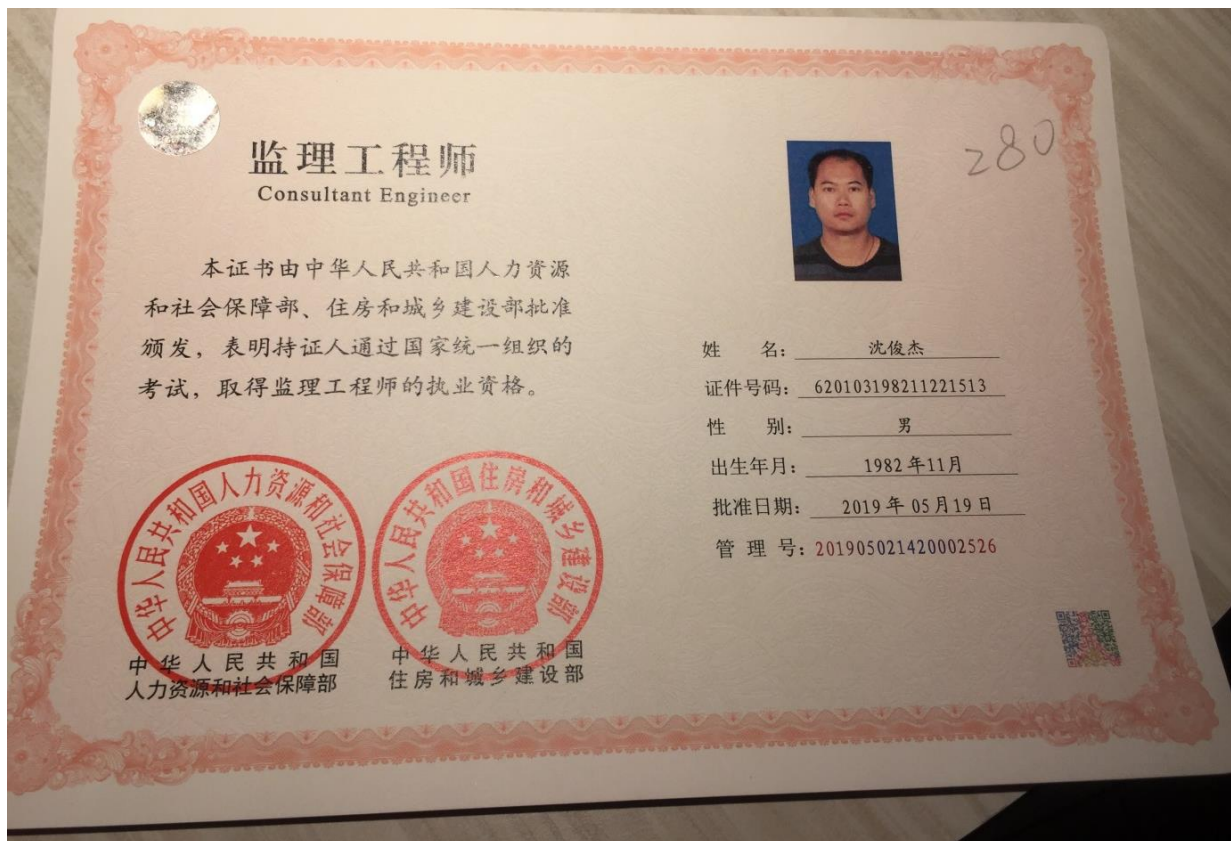 监理工程师
Consultant Engineer
本证书由中华人民共和国人力资源
和社会保障部、住房和城乡建设部批准
颁发，表明持证人通过国家统一组织的
考试，取得监理工程师的执业资格。
中华人民共和国人力资源和社会保障部
中华人民共和国住房和城乡建设部
中华人民共和国
人力资源和社会保障部
中华人民共和国
住房和城乡建设部
280
姓 名：沈俊杰
证件号码：620103198211221513
性 别：男
出生年月：1982年11月
批准日期：2019年05月19日
管 理 号：201905021420002526